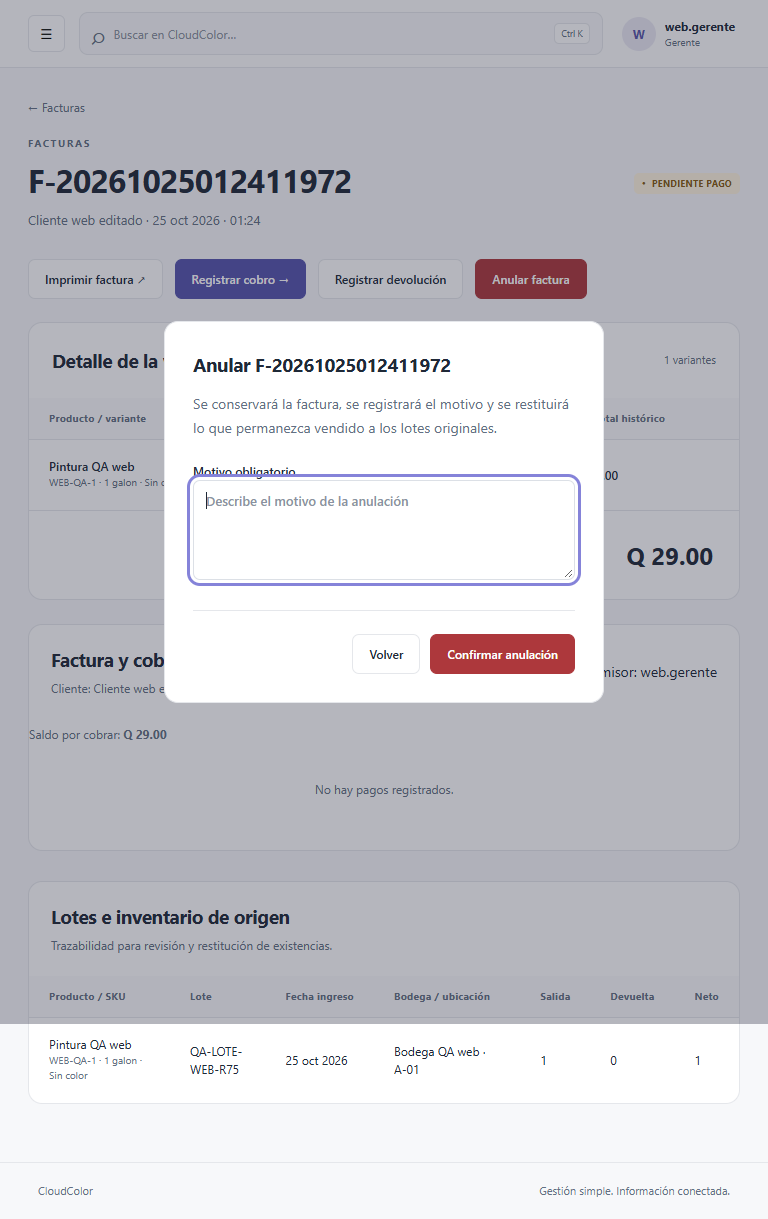 ☰
Buscar en CloudColor...
Ctrl K
W
web.gerente
Gerente
← Facturas
FACTURAS
F-20261025012411972
• PENDIENTE PAGO
Cliente web editado · 25 oct 2026 · 01:24
Imprimir factura ↗
Registrar cobro →
Registrar devolución
Anular factura
Detalle de la
1 variantes
Producto / variante
histórico
Pintura QA web
WEB-QA-1 · 1 galon · Sin
Q 29.00
Anular F-20261025012411972
Se conservará la factura, se registrará el motivo y se restituirá
lo que permanezca vendido a los lotes originales.
Motivo obligatorio
Describe el motivo de la anulación
Volver
Confirmar anulación
Factura y
Cliente: Cliente web
web.gerente
Saldo por cobrar: Q 29.00
No hay pagos registrados.
Lotes e inventario de origen
Trazabilidad para revisión y restitución de existencias.
Producto / SKU
Lote
Fecha ingreso
Bodega / ubicación
Salida
Devuelta
Neto
Pintura QA web
WEB-QA-1 · 1 galon ·
Sin color
QA-LOTE-
WEB-R75
25 oct 2026
Bodega QA web ·
A-01
1
0
1
CloudColor
Gestión simple. Información conectada.